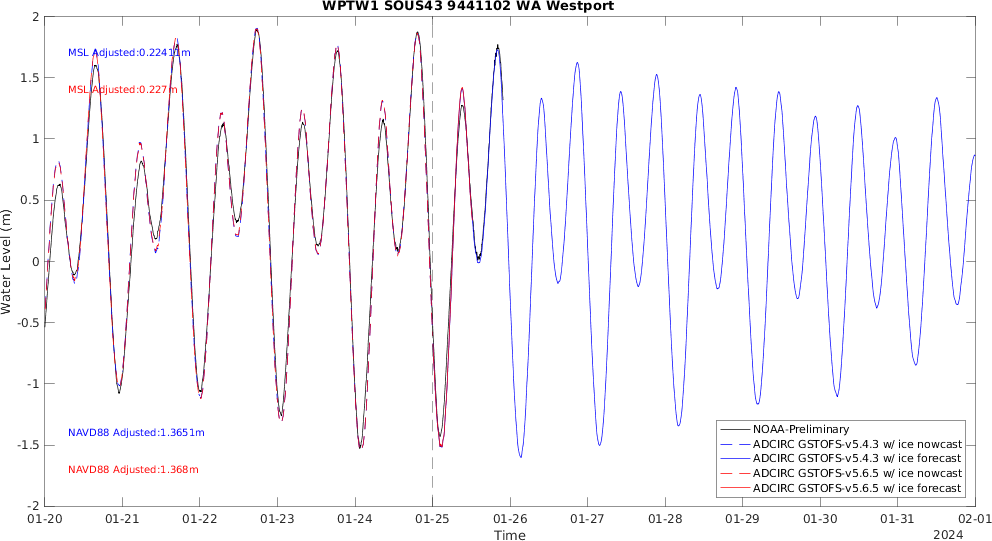 WPTW1 SOUS43 9441102 WA Westport
2
1.5
1
0.5
0
-0.5
-1
-1.5
-2
Water Level (m)
MSL Adjusted:0.22411m
MSL Adjusted:0.227m
NAVD88 Adjusted:1.3651m
NAVD88 Adjusted:1.368m
NOAA-Preliminary
ADCIRC GSTOFS-v5.4.3 w/ ice nowcast
ADCIRC GSTOFS-v5.4.3 w/ ice forecast
ADCIRC GSTOFS-v5.6.5 w/ ice nowcast
ADCIRC GSTOFS-v5.6.5 w/ ice forecast
01-20 01-21 01-22 01-23 01-24 01-25 01-26 01-27 01-28 01-29 01-30 01-31 02-01
Time
2024